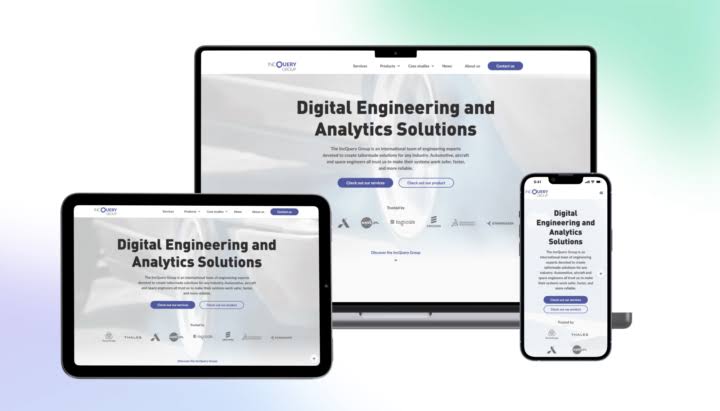 INCQUERY
GROUP
Services Products Case studies News About us Contact us
Digital Engineering and
Analytics Solutions
The IncQuery Group is an international team of engineering experts
devoted to create tailormade solutions for any industry. Automotive, aircraft
and space engineers all trust us to make their systems work safer, faster,
and more reliable.
Check out our services Check out our product
Trusted by
Discover the IncQuery Group
INCQUERY
GROUP
Services Products Case studies News About us Contact us
Digital Engineering and
Analytics Solutions
The IncQuery Group is an international team of engineering experts
devoted to create tailormade solutions for any industry. Automotive, aircraft
and space engineers all trust us to make their systems work safer, faster,
and more reliable.
Check out our services Check out our product
Trusted by
THALES
Discover the IncQuery Group
9:41
INCQUERY
GROUP
Digital
Engineering and
Analytics
Solutions
The IncQuery Group is an
international team of engineering
experts devoted to create
tailormade solutions for any
industry. Automotive, aircraft
and space engineers all trust us
to make their systems work
safer, faster, and more reliable.
Check out our services
Check out our product
Trusted by
THALES